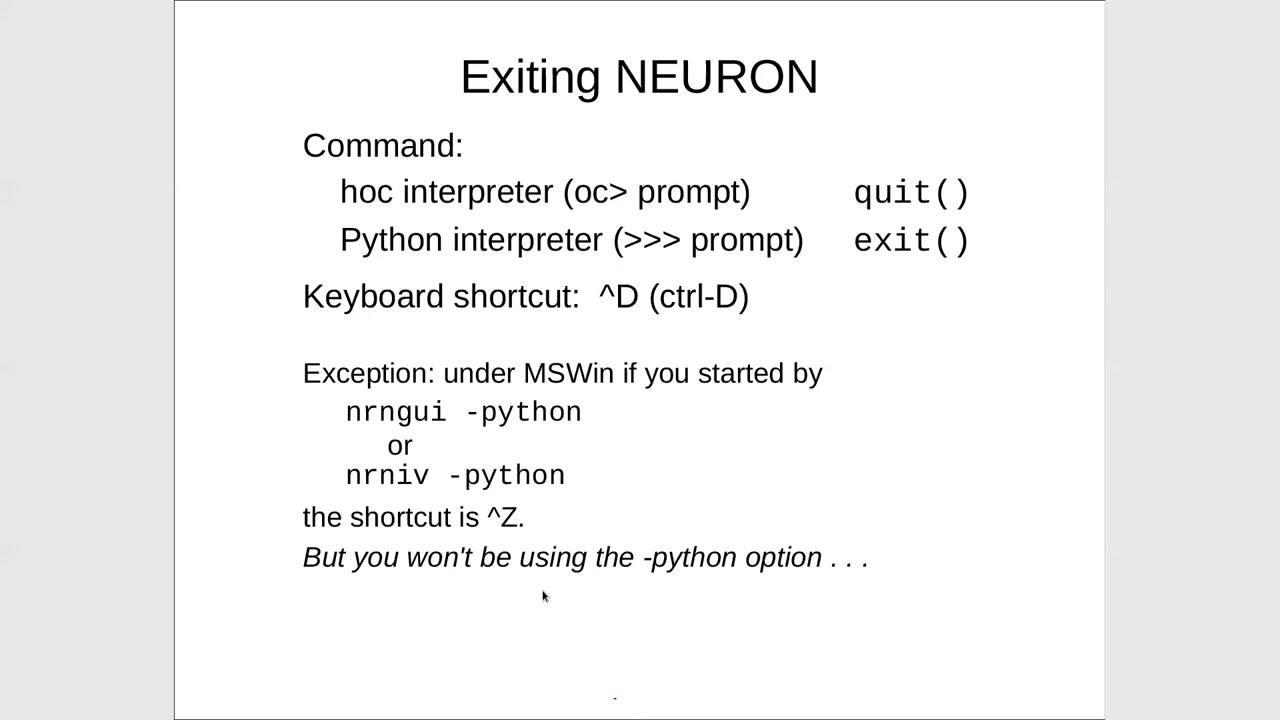 Exiting NEURON
Command:
hoc interpreter (oc> prompt) quit()
Python interpreter (>>> prompt) exit()
Keyboard shortcut: ^D (ctrl-D)
Exception: under MSWin if you started by
nrngui -python
or
nrniv -python
the shortcut is ^Z.
But you won't be using the -python option . . .
-